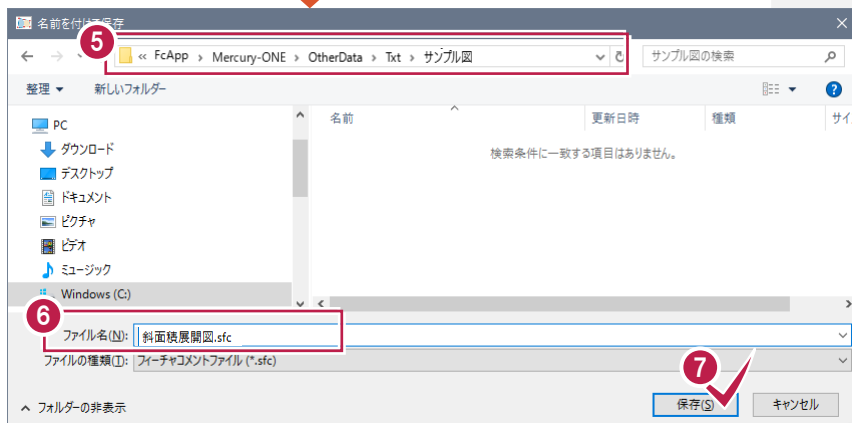 名前を付けて保存
5
« FcApp › Mercury-ONE › OtherData › Txt › サンプル図
サンプル図の検索
整理 新しいフォルダー
?
名前 更新日時 種類 サイ
検索条件に一致する項目はありません。
PC
ダウンロード
デスクトップ
ドキュメント
ピクチャ
ビデオ
ミュージック
Windows (C:)
6
ファイル名(N): 斜面積展開図.sfc
ファイルの種類(T): フィーチャコメントファイル (*.sfc)
7
フォルダーの非表示
保存(S) キャンセル